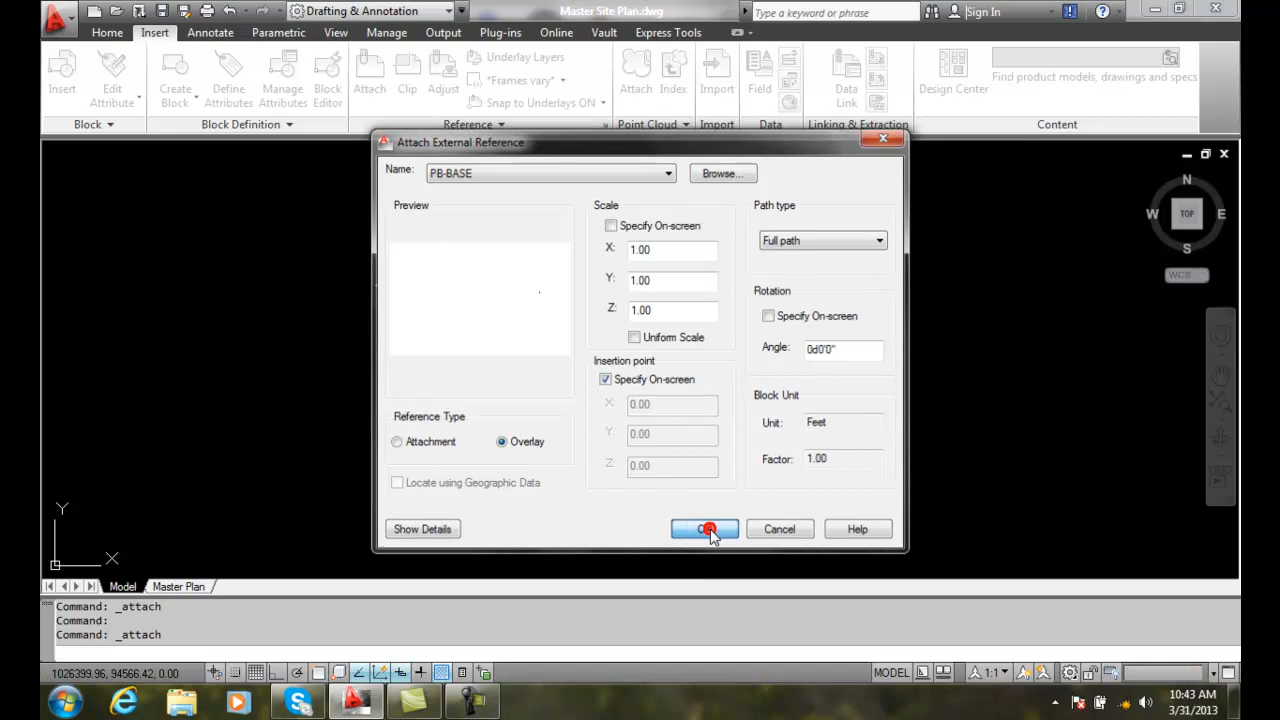 Drafting & Annotation
Master Site Plan.dwg
Type a keyword or phrase
Sign In
Home Insert Annotate Parametric View Manage Output Plug-ins Online Vault Express Tools
Insert
Edit Attribute
Create Block
Define Attributes
Manage Attributes
Block Editor
Attach
Clip
Adjust
Underlay Layers
*Frames vary*
Snap to Underlays ON
Attach
Index
Import
Field
Data Link
Design Center
Find product models, drawings and specs
Block
Block Definition
Reference
Point Cloud
Import
Data
Linking & Extraction
Content
Attach External Reference
Name: PB-BASE
Browse...
Preview
Reference Type
Attachment
Overlay
Locate using Geographic Data
Show Details
Scale
Specify On-screen
X: 1.00
Y: 1.00
Z: 1.00
Uniform Scale
Insertion point
Specify On-screen
X: 0.00
Y: 0.00
Z: 0.00
Path type
Full path
Rotation
Specify On-screen
Angle: 0d0'0"
Block Unit
Unit: Feet
Factor: 1.00
Cancel
Help
N
W TOP E
S
WCS
Y
X
Model Master Plan
Command: _attach
Command:
Command: _attach
1026399.96, 94566.42, 0.00
MODEL
1:1
10:43 AM
3/31/2013